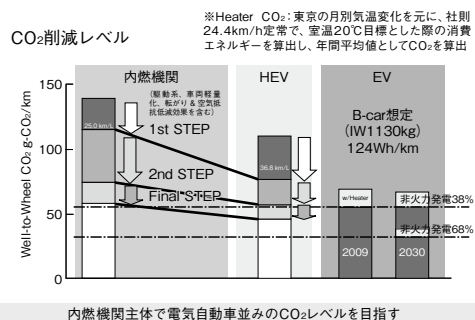 ※Heater CO₂：東京の月別気温変化を元に、社則
24.4km/h定常で、室温20℃目標とした際の消費
エネルギーを算出し、年間平均値としてCO₂を算出
CO₂削減レベル
Well-to-Wheel CO₂ g-CO₂/km
150
100
50
0
内燃機関
HEV
EV
(駆動系、車両軽量
化、転がり＆空気抵
抗低減効果を含む)
25.0 km/L
1st STEP
2nd STEP
Final STEP
36.8 km/L
B-car想定
(IW1130kg)
124Wh/km
w/Heater
非火力発電38%
非火力発電68%
2009
2030
内燃機関主体で電気自動車並みのCO₂レベルを目指す